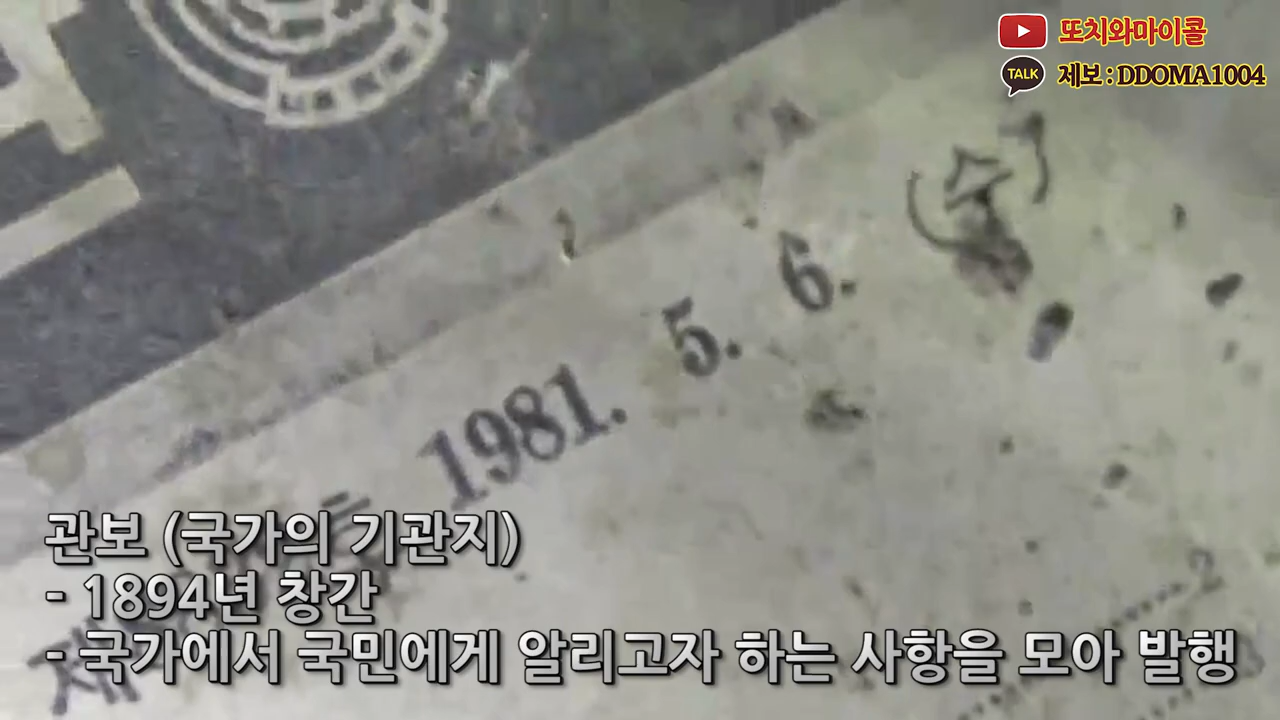 또치와마이콜
TALK 제보 : DDOMA1004
1981. 5. 6. (수)
관보 (국가의 기관지)
- 1894년 창간
- 국가에서 국민에게 알리고자 하는 사항을 모아 발행